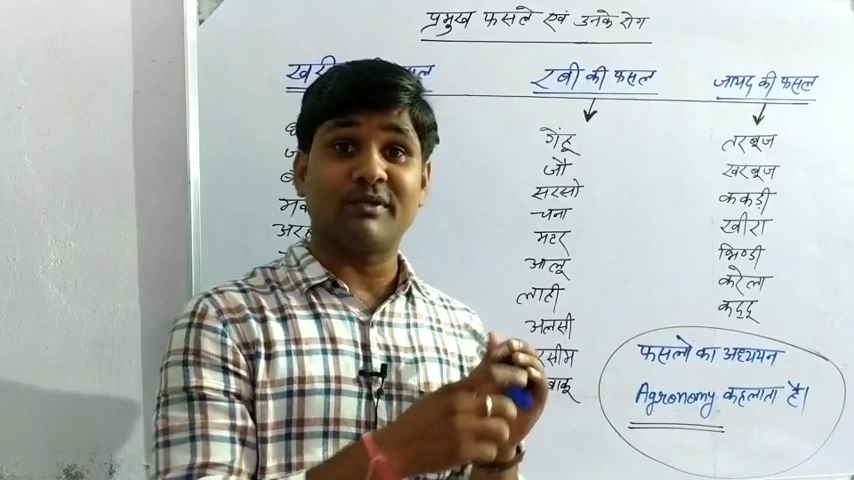 प्रमुख फसले एवं उनके रोग
रबी की फसल
गेंहू
जौ
सरसो
चना
मटर
आलू
लाही
अलसी
जायद की फसल
तरबूज
खरबूज
ककड़ी
खीरा
भिण्डी
करेला
कद्दू
फसलो का अध्ययन
Agronomy कहलाता है।